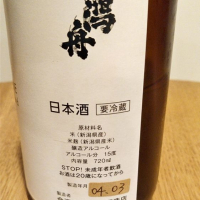 日本酒 要冷蔵
原材料名
米(新潟県産)
米麹(新潟県産米)
醸造アルコール
アルコール分 15度
内容量 720ml
STOP! 未成年者飲酒
お酒は20歳になってから
製造年月 04.03